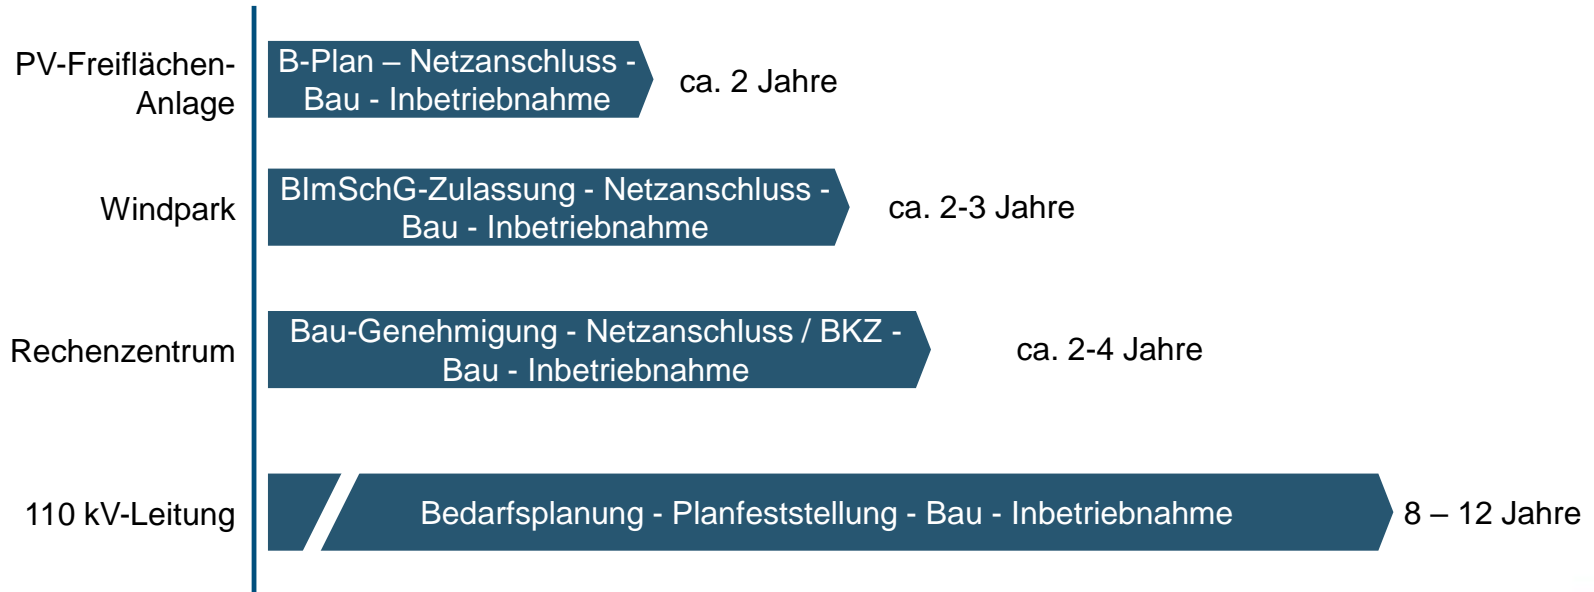 PV-Freiflächen-
Anlage
B-Plan – Netzanschluss -
Bau - Inbetriebnahme
ca. 2 Jahre
Windpark
BImSchG-Zulassung - Netzanschluss -
Bau - Inbetriebnahme
ca. 2-3 Jahre
Rechenzentrum
Bau-Genehmigung - Netzanschluss / BKZ -
Bau - Inbetriebnahme
ca. 2-4 Jahre
110 kV-Leitung
Bedarfsplanung - Planfeststellung - Bau - Inbetriebnahme
8 – 12 Jahre